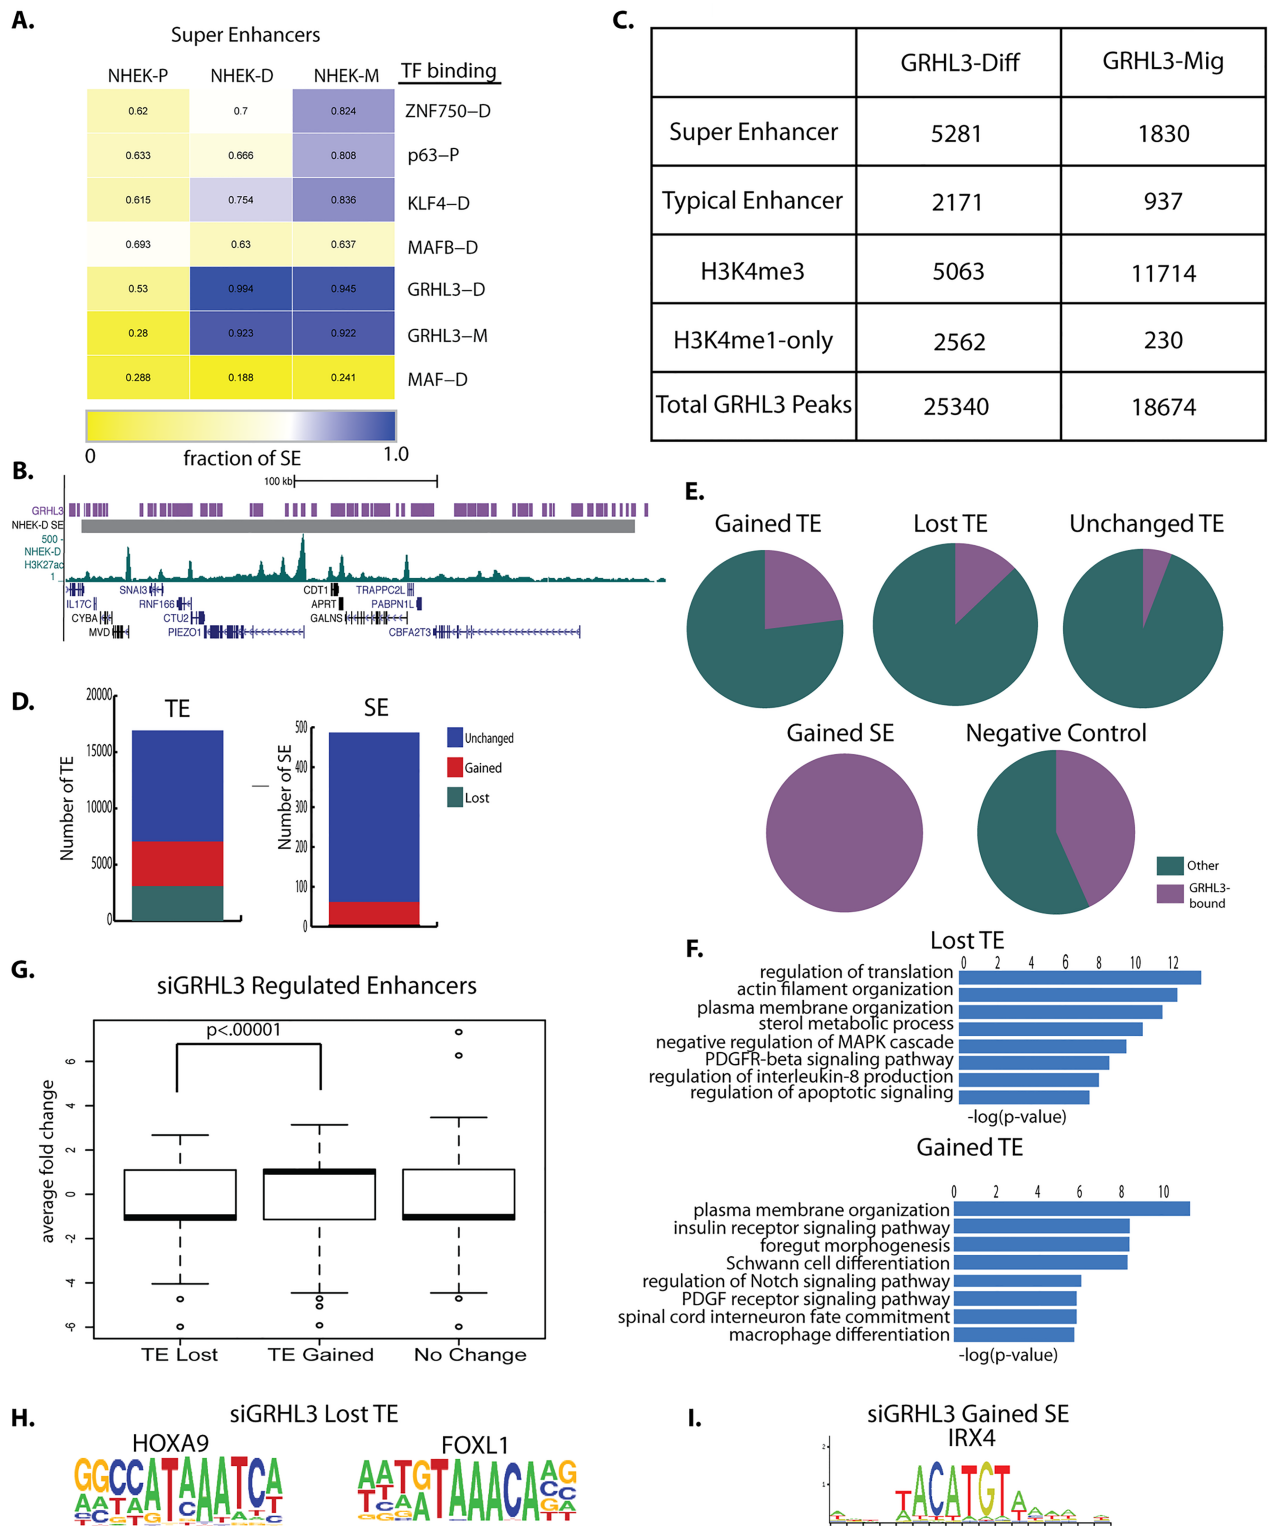 A.
Super Enhancers
NHEK-P NHEK-D NHEK-M TF binding
0.62 0.7 0.824 ZNF750–D
0.633 0.666 0.808 p63–P
0.615 0.754 0.836 KLF4–D
0.693 0.63 0.637 MAFB–D
0.53 0.994 0.945 GRHL3–D
0.28 0.923 0.922 GRHL3–M
0.288 0.188 0.241 MAF–D
0 fraction of SE 1.0
B.
100 kb
GRHL3
NHEK-D SE
500
NHEK-D
H3K27ac
1
SNAI3 CDT1 TRAPPC2L
IL17C RNF166 APRT PABPN1L
CYBA CTU2 GALNS
MVD PIEZO1 CBFA2T3
C.
GRHL3-Diff GRHL3-Mig
Super Enhancer 5281 1830
Typical Enhancer 2171 937
H3K4me3 5063 11714
H3K4me1-only 2562 230
Total GRHL3 Peaks 25340 18674
D.
TE
Number of TE
20000
15000
10000
5000
0
SE
Number of SE
500
400
300
200
100
0
Unchanged
Gained
Lost
E.
Gained TE Lost TE Unchanged TE
Gained SE Negative Control
Other
GRHL3-
bound
F.
Lost TE
0 2 4 6 8 10 12
regulation of translation
actin filament organization
plasma membrane organization
sterol metabolic process
negative regulation of MAPK cascade
PDGFR-beta signaling pathway
regulation of interleukin-8 production
regulation of apoptotic signaling
-log(p-value)
Gained TE
0 2 4 6 8 10
plasma membrane organization
insulin receptor signaling pathway
foregut morphogenesis
Schwann cell differentiation
regulation of Notch signaling pathway
PDGF receptor signaling pathway
spinal cord interneuron fate commitment
macrophage differentiation
-log(p-value)
G.
siGRHL3 Regulated Enhancers
p<.00001
average fold change
6
4
2
0
-2
-4
-6
TE Lost TE Gained No Change
H.
siGRHL3 Lost TE
HOXA9 FOXL1
GGCCATAAATCA
AATGTAAACA
I.
siGRHL3 Gained SE
IRX4
2
1
TACATGTA